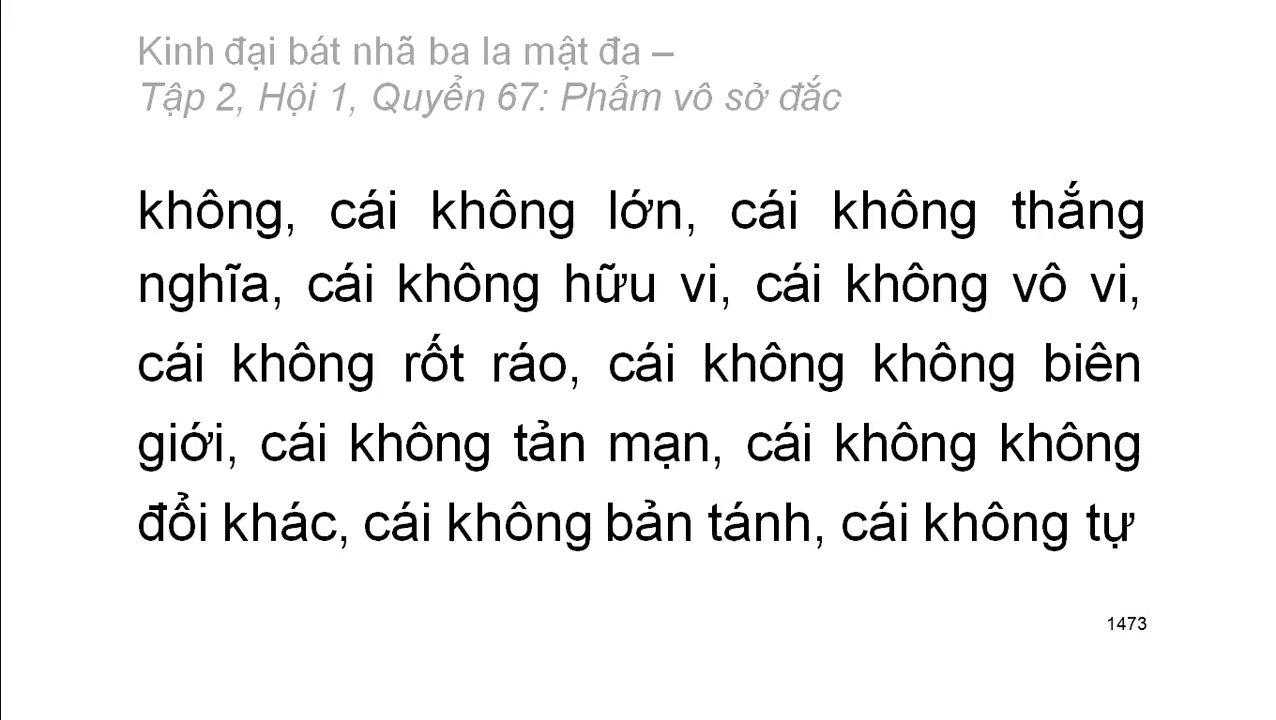 Kinh đại bát nhã ba la mật đa –
Tập 2, Hội 1, Quyển 67: Phẩm vô sở đắc
không, cái không lớn, cái không thắng
nghĩa, cái không hữu vi, cái không vô vi,
cái không rốt ráo, cái không không biên
giới, cái không tản mạn, cái không không
đổi khác, cái không bản tánh, cái không tự
1473